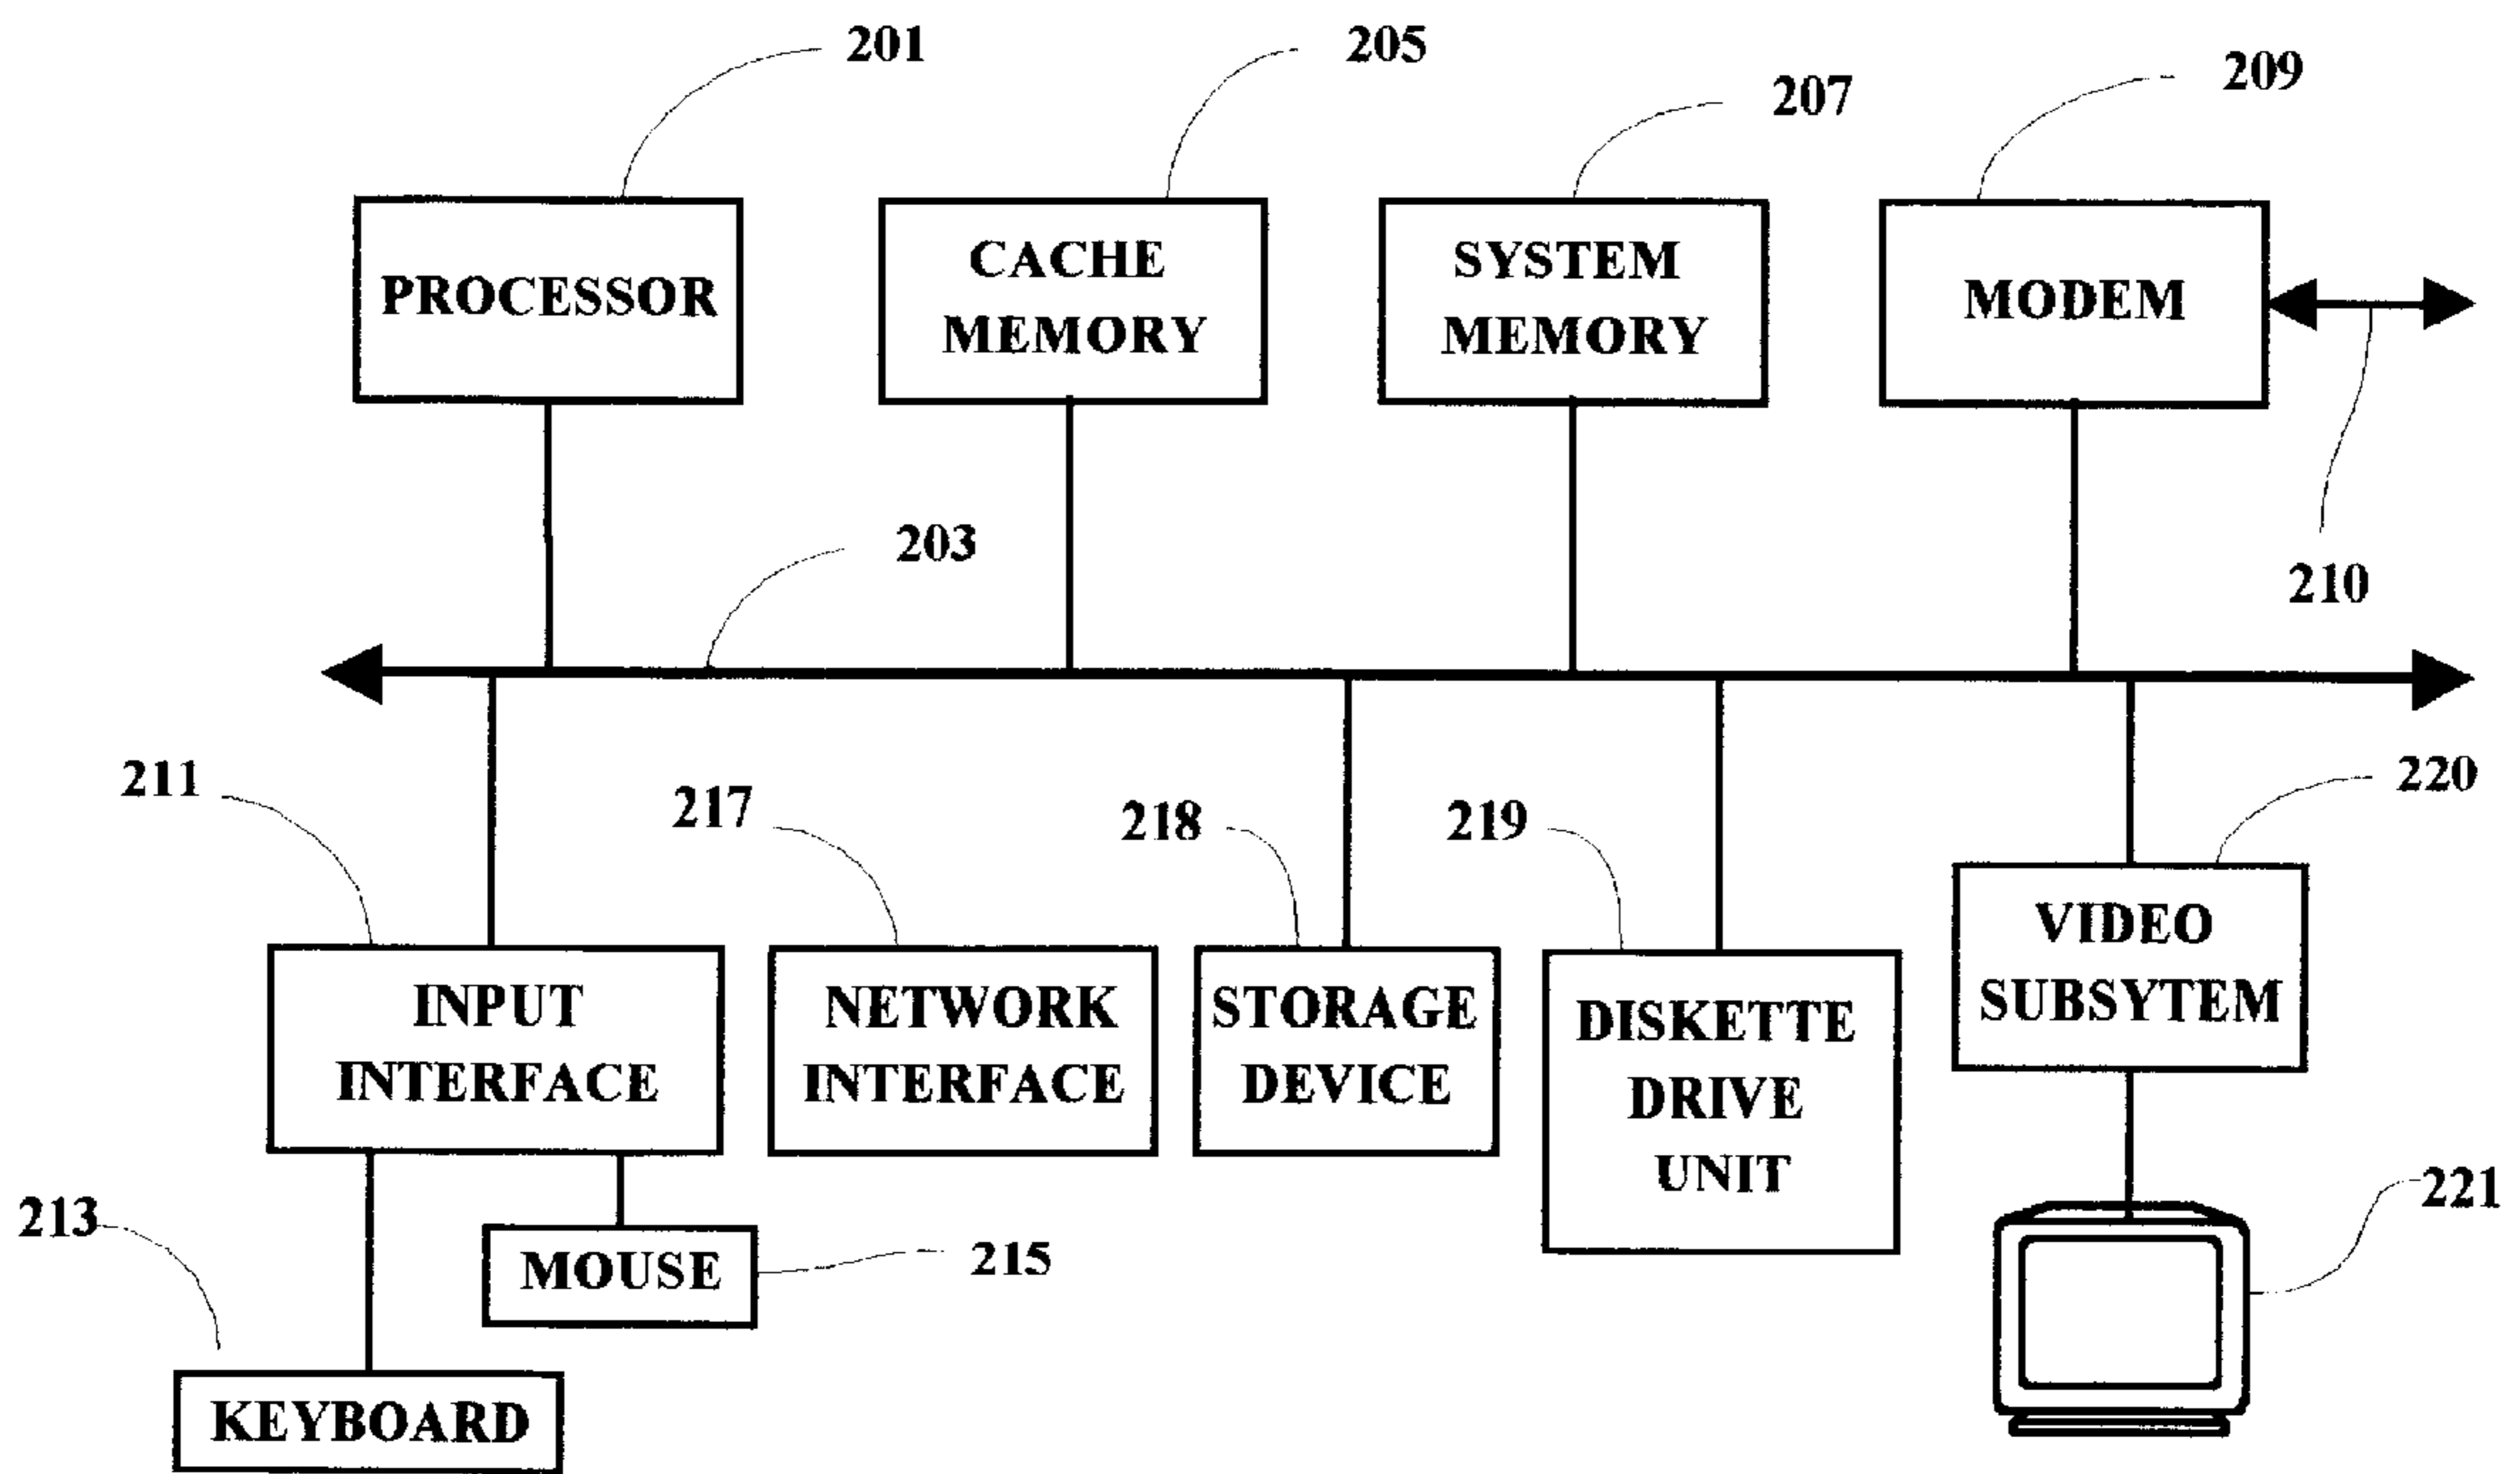 201
205
207
209
PROCESSOR
CACHE
MEMORY
SYSTEM
MEMORY
MODEM
203
210
211
217
218
219
220
INPUT
INTERFACE
NETWORK
INTERFACE
STORAGE
DEVICE
DISKETTE
DRIVE
UNIT
VIDEO
SUBSYTEM
213
MOUSE
215
221
KEYBOARD